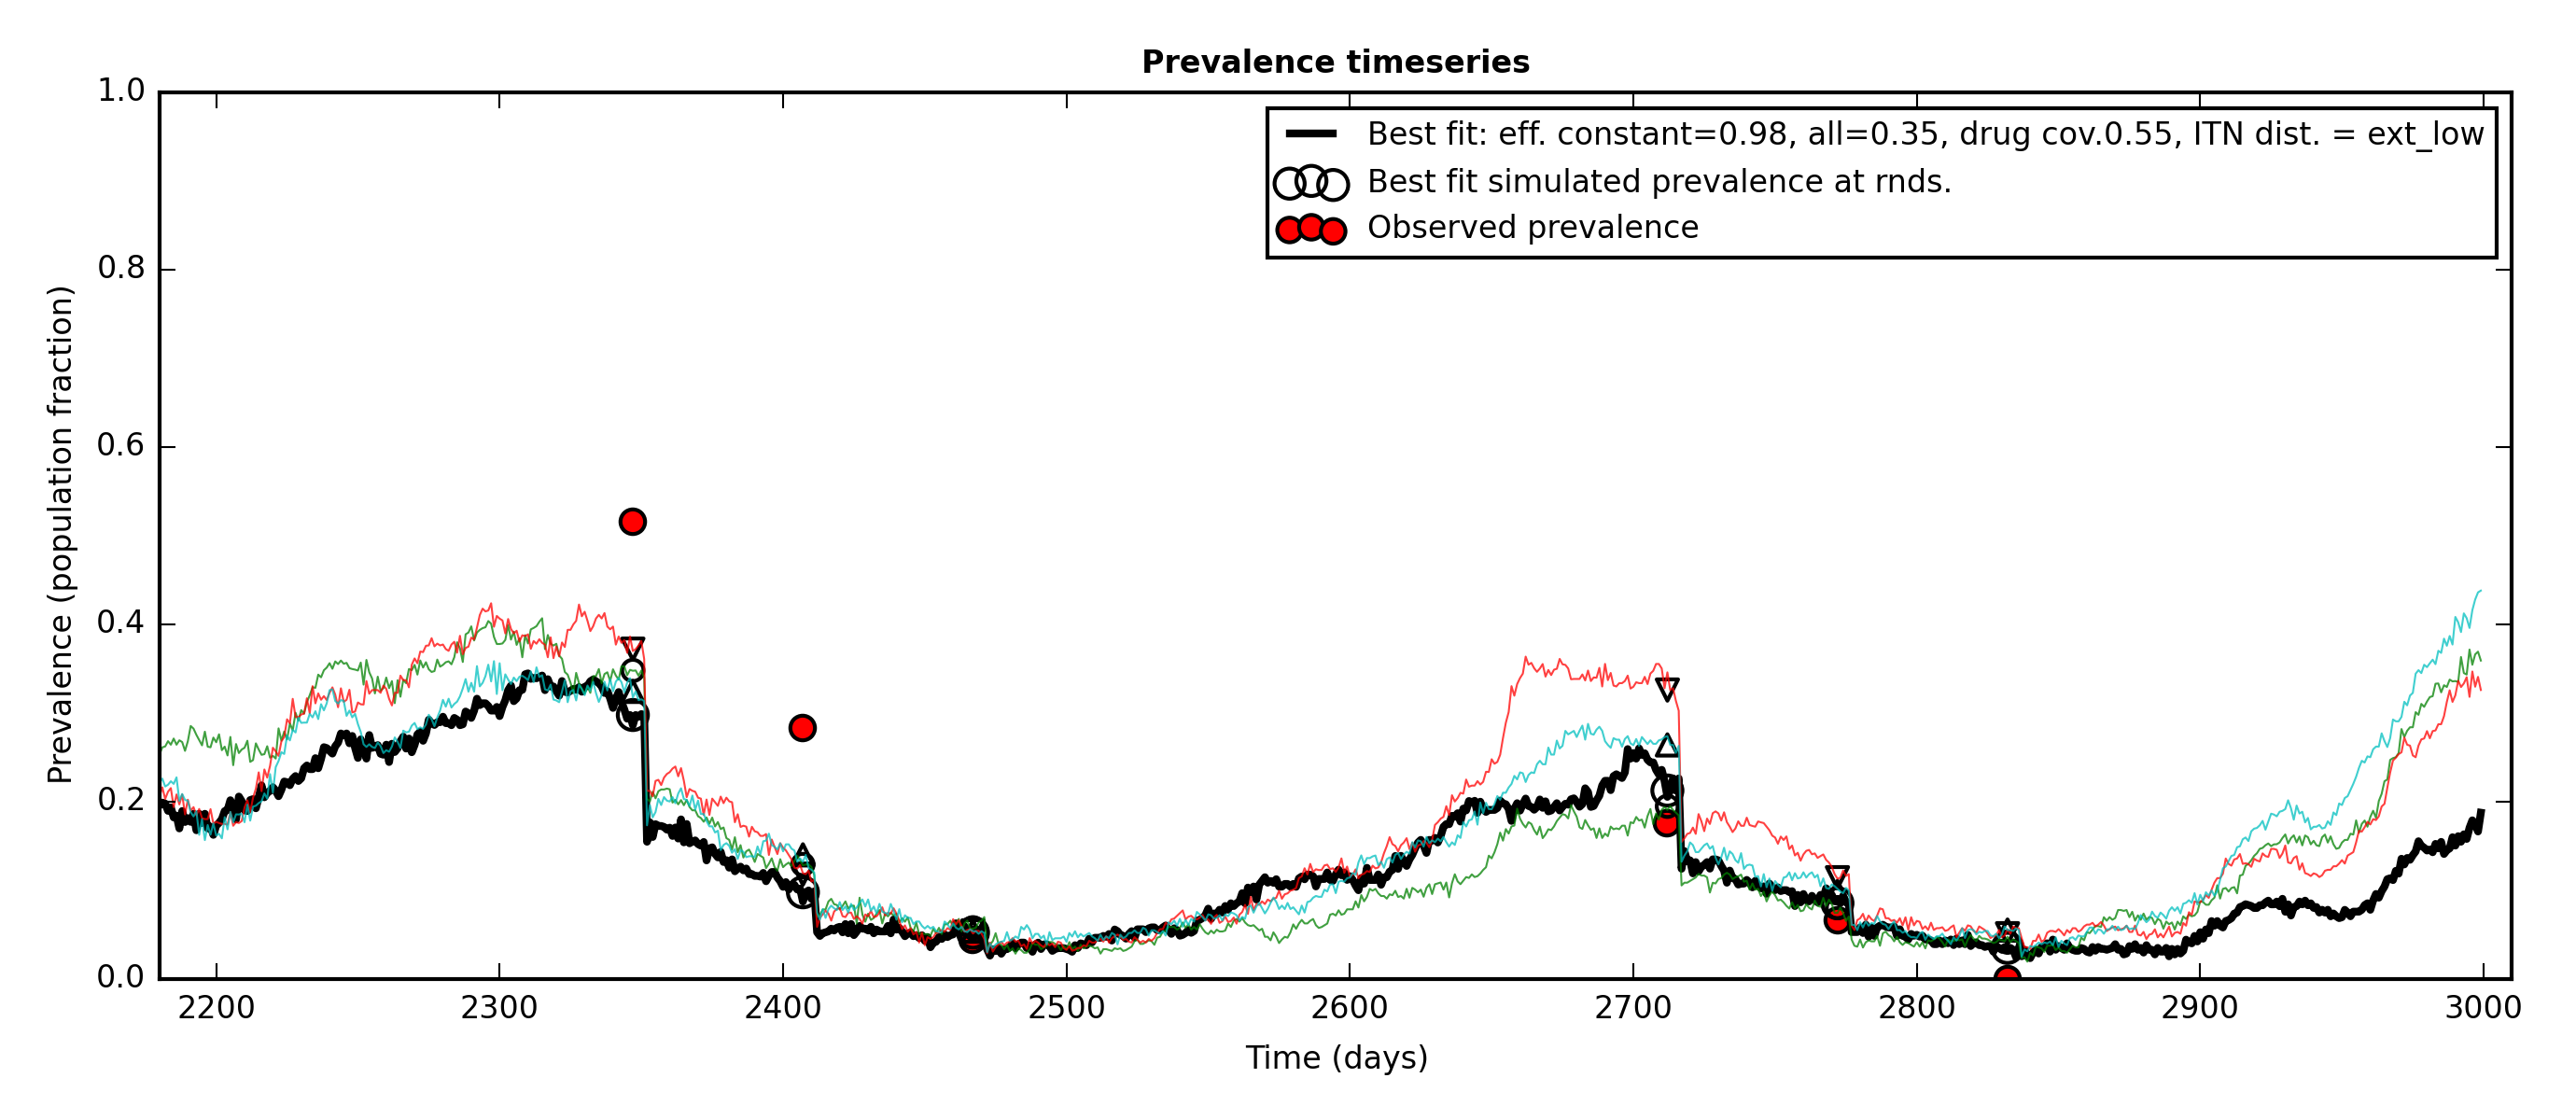 Prevalence timeseries
1.0
0.8
0.6
0.4
0.2
0.0
Prevalence (population fraction)
Best fit: eff. constant=0.98, all=0.35, drug cov.0.55, ITN dist. = ext_low
Best fit simulated prevalence at rnds.
Observed prevalence
2200 2300 2400 2500 2600 2700 2800 2900 3000
Time (days)